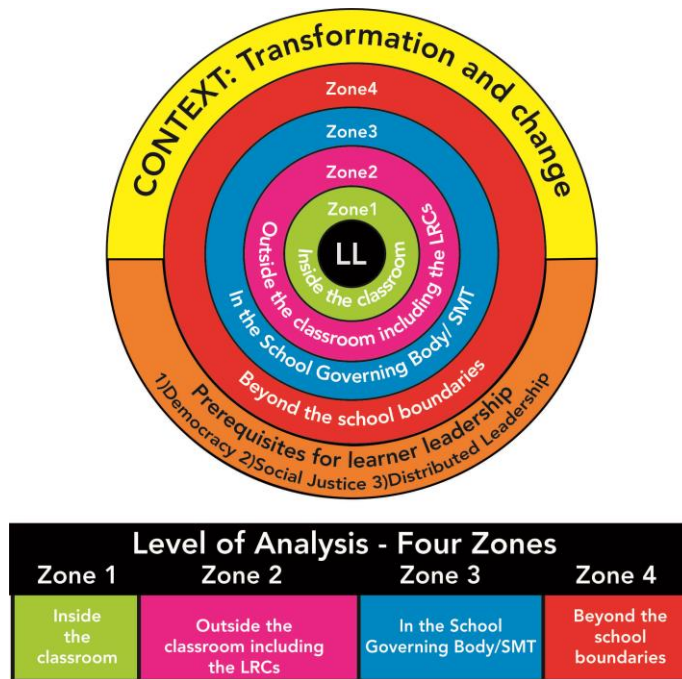 CONTEXT: Transformation and change
Zone4
Zone3
Zone2
Zone1
LL
Inside the classroom
Outside the classroom including the LRCs
In the School Governing Body/ SMT
Beyond the school boundaries
Prerequisites for learner leadership
1)Democracy 2)Social Justice 3)Distributed Leadership
Level of Analysis - Four Zones
Zone 1 Zone 2 Zone 3 Zone 4
Inside
the
classroom
Outside the
classroom including
the LRCs
In the School
Governing Body/SMT
Beyond the
school
boundaries